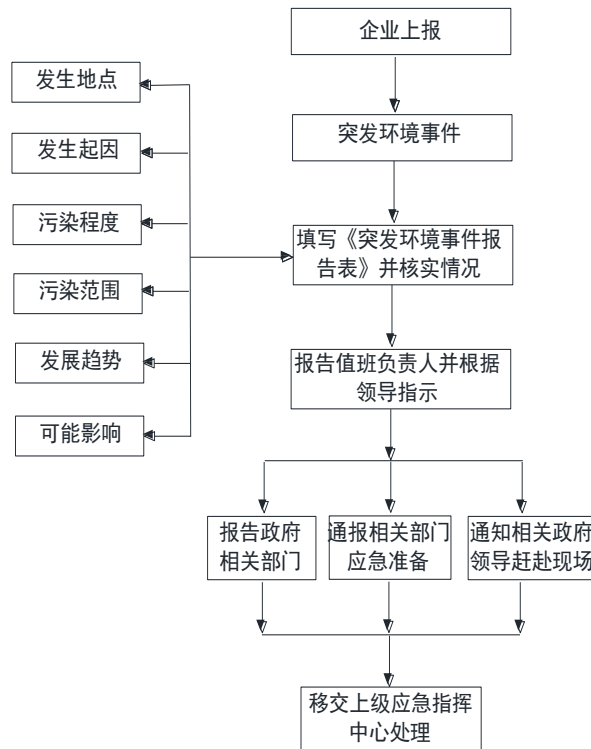 企业上报
突发环境事件
填写《突发环境事件报
告表》并核实情况
发生地点
发生起因
污染程度
污染范围
发展趋势
可能影响
报告值班负责人并根据
领导指示
报告政府
相关部门
通报相关部门
应急准备
通知相关政府
领导赶赴现场
移交上级应急指挥
中心处理